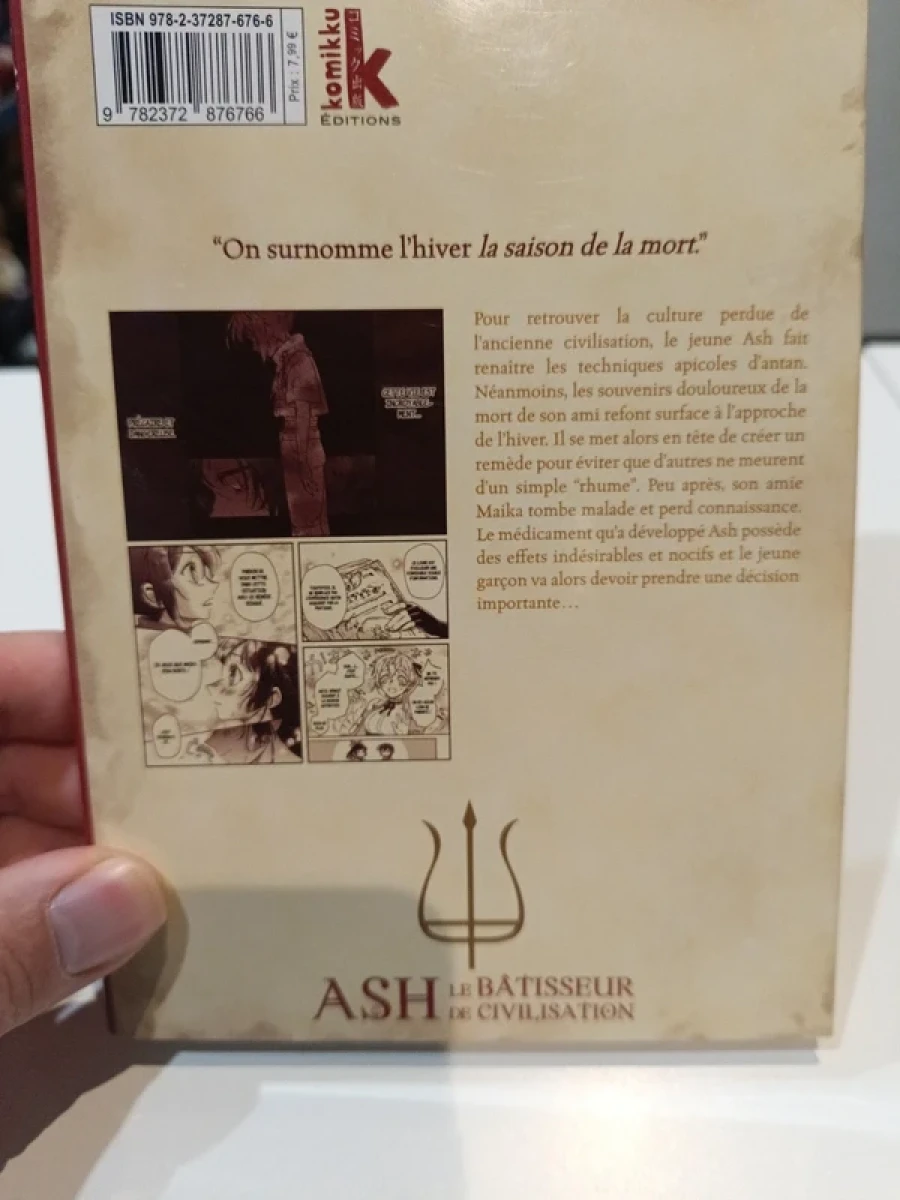 ISBN 978-2-37287-676-6
9 782372 876766
Prix : 7,99 €
komikku
ÉDITIONS
“On surnomme l’hiver la saison de la mort.”
Pour retrouver la culture perdue de
l’ancienne civilisation, le jeune Ash fait
renaître les techniques apicoles d’antan.
Néanmoins, les souvenirs douloureux de la
mort de son ami refont surface à l’approche
de l’hiver. Il se met alors en tête de créer un
remède pour éviter que d’autres ne meurent
d’un simple “rhume”. Peu après, son amie
Maika tombe malade et perd connaissance.
Le médicament qu’a développé Ash possède
des effets indésirables et nocifs et le jeune
garçon va alors devoir prendre une décision
importante…
ASH LE BÂTISSEUR
DE CIVILISATION